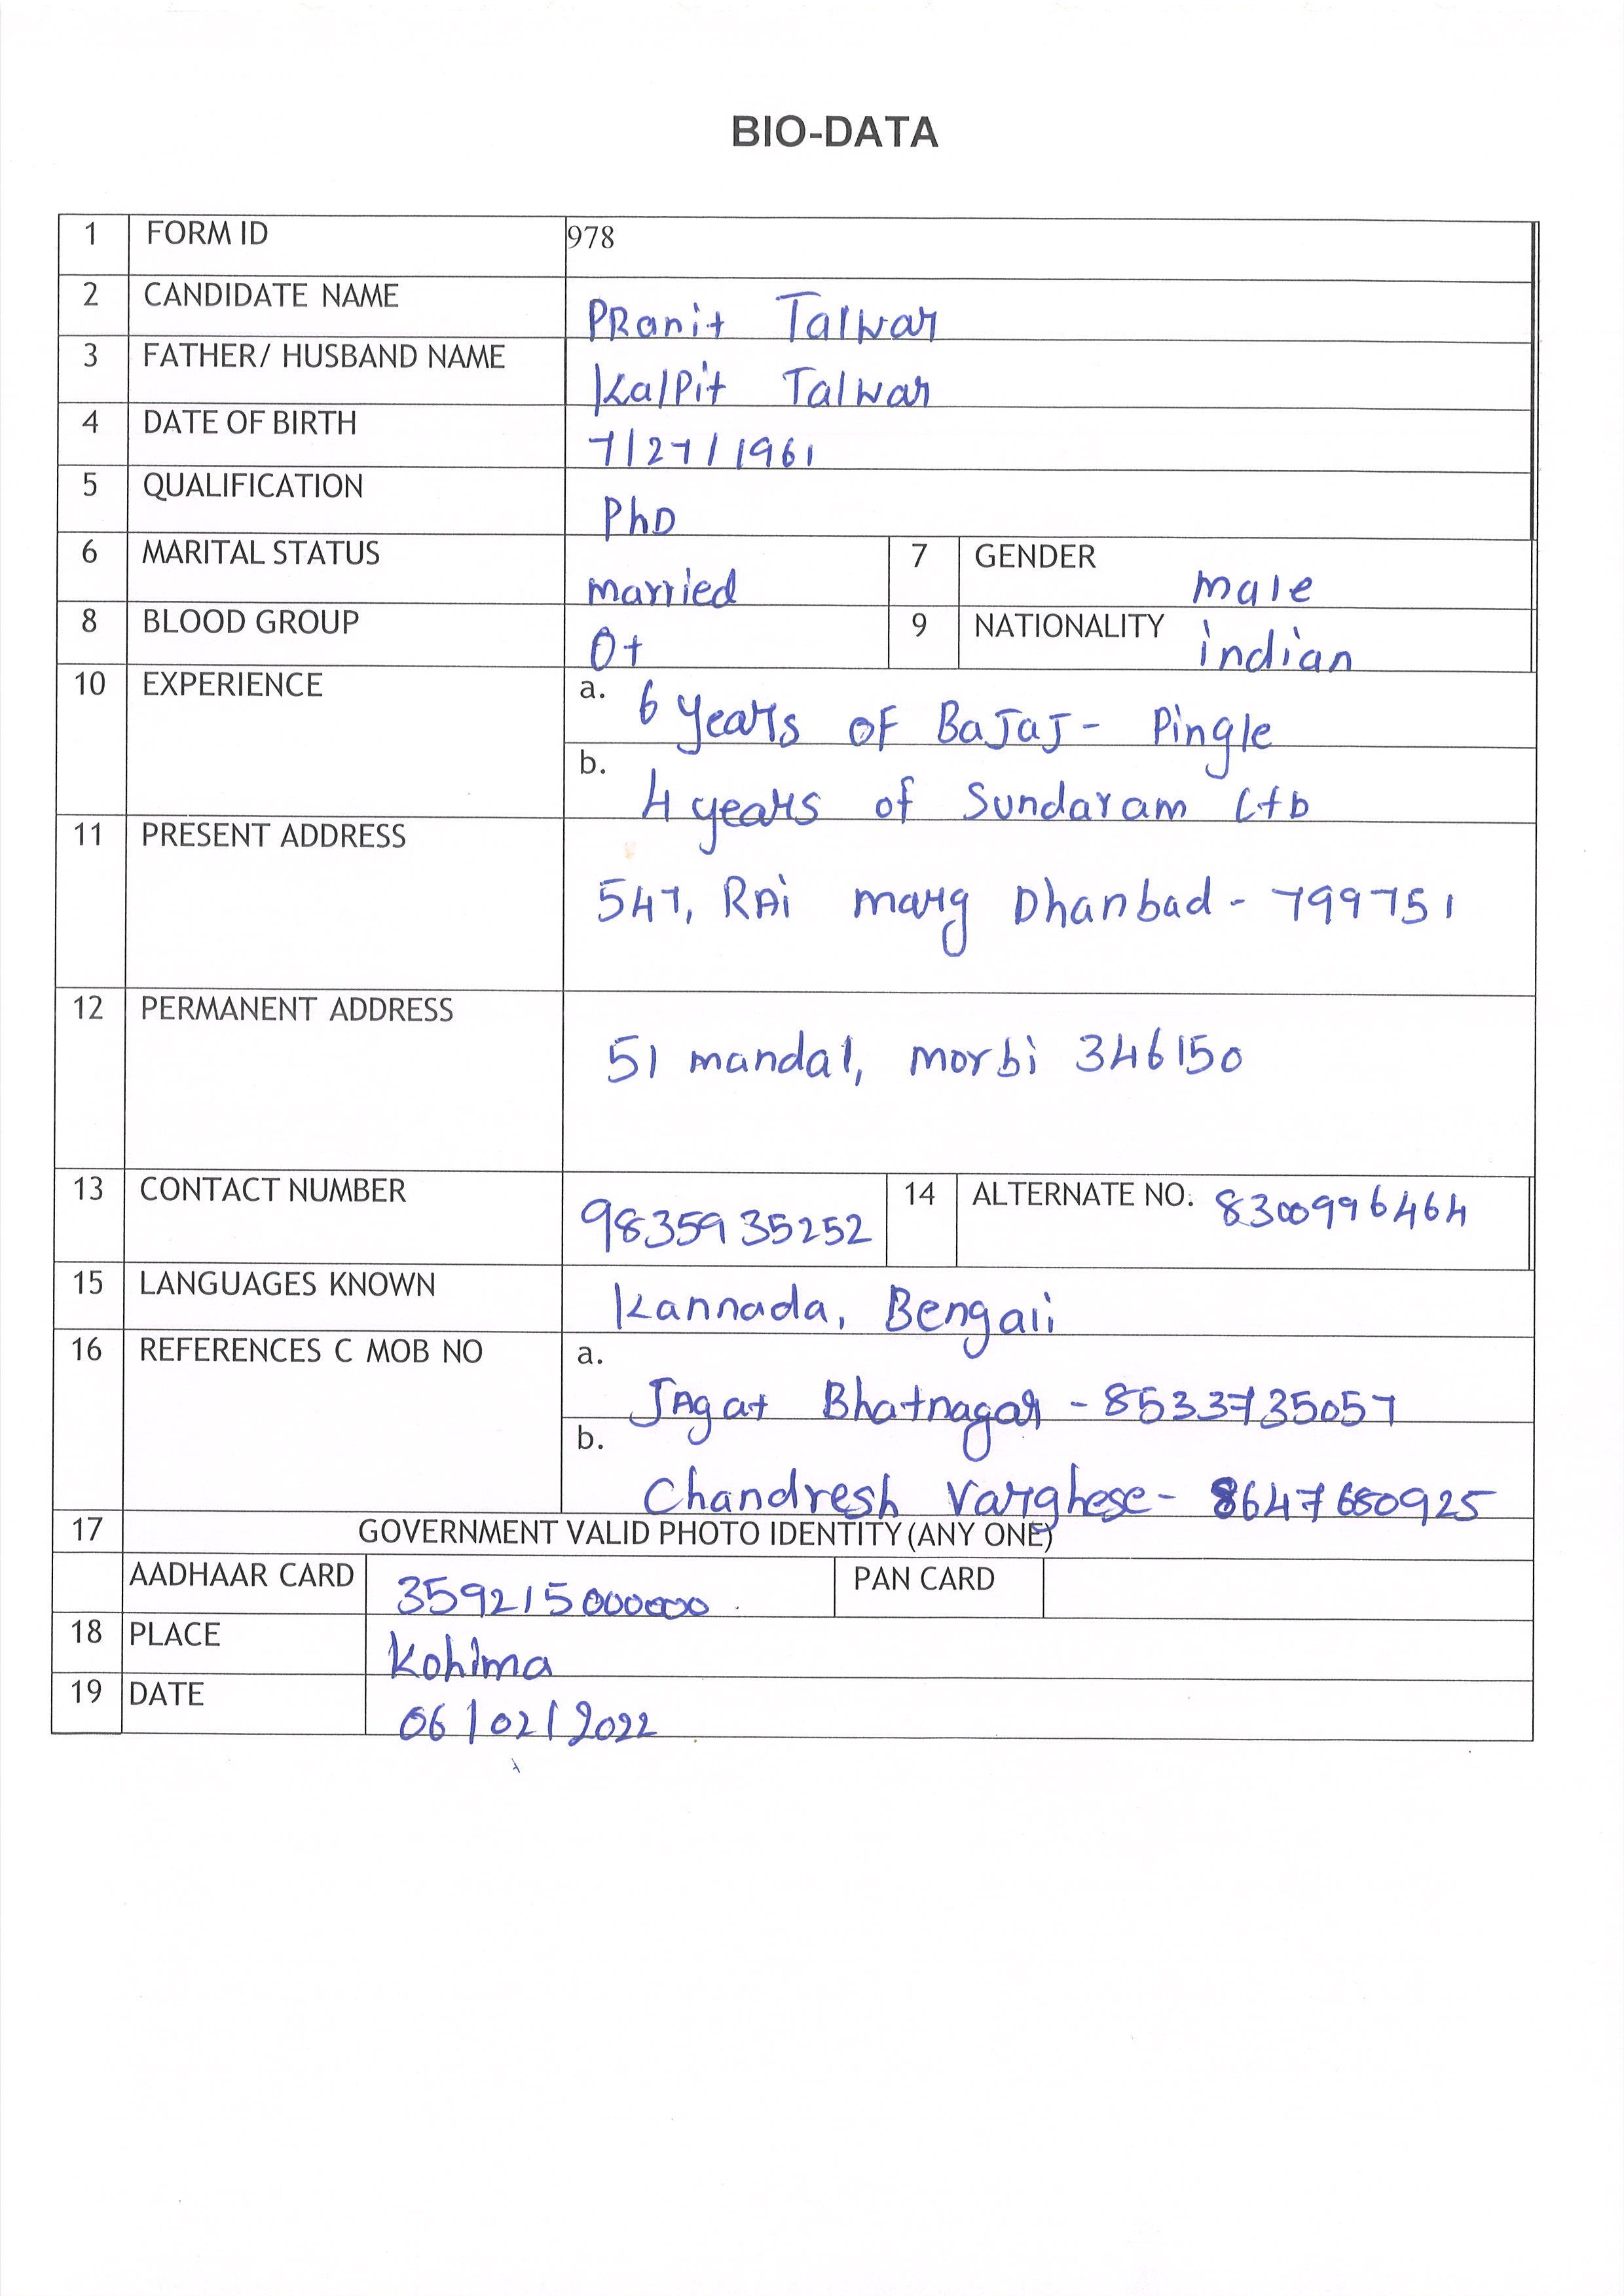 BIO-DATA
1 FORM ID 978
2 CANDIDATE NAME PRanit Talwar
3 FATHER/ HUSBAND NAME Kalpit Talwar
4 DATE OF BIRTH 7/27/1961
5 QUALIFICATION PhD
6 MARITAL STATUS married 7 GENDER male
8 BLOOD GROUP O+ 9 NATIONALITY indian
10 EXPERIENCE a. 6 years of BaJaJ- Pingle
b. 4 years of Sundaram Ltd
11 PRESENT ADDRESS
547, RAi marg Dhanbad - 799751
12 PERMANENT ADDRESS
51 mandal, morbi 346150
13 CONTACT NUMBER 9835935252 14 ALTERNATE NO. 8300996464
15 LANGUAGES KNOWN Kannada, Bengali
16 REFERENCES C MOB NO a. JAgat Bhatnagar - 8533735057
b. Chandresh Varghese - 8647650925
17 GOVERNMENT VALID PHOTO IDENTITY (ANY ONE)
AADHAAR CARD 359215000000 PAN CARD
18 PLACE Kohima
19 DATE 06/02/2022